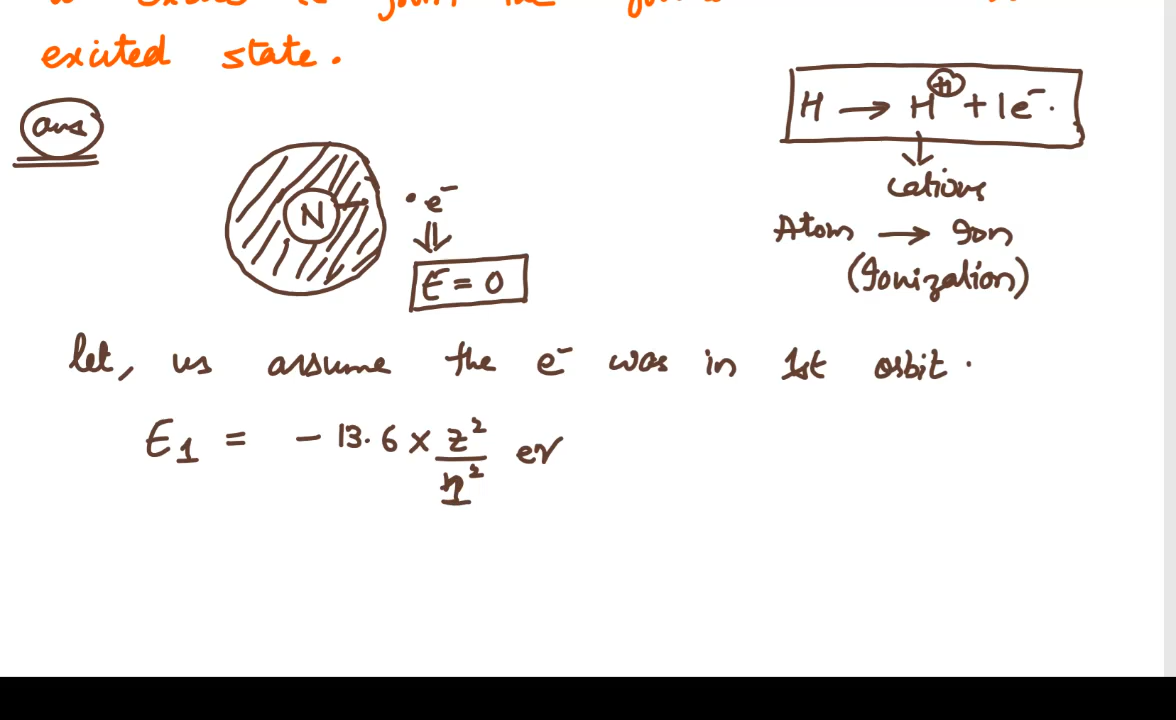 excited state.
ans
H → H⁺¹ + 1e⁻.
cations
Atom → Ion
(Ionization)
N
e⁻
E = 0
let, us assume the e⁻ was in 1st orbit.
E₁ = - 13.6 × z²/n² ev